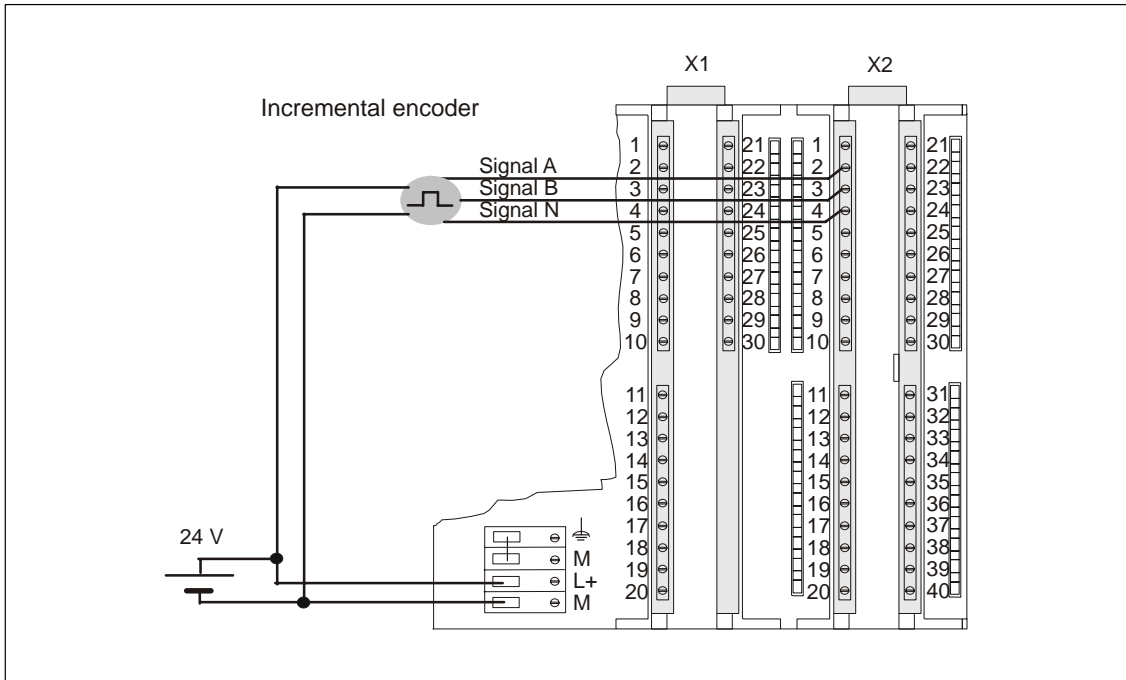 X1 X2
Incremental encoder
1 21 1 21
Signal A 2 22 2 22
Signal B 3 23 3 23
Signal N 4 24 4 24
5 25 5 25
6 26 6 26
7 27 7 27
8 28 8 28
9 29 9 29
10 30 10 30
11 11 31
12 12 32
13 13 33
14 14 34
15 15 35
16 16 36
17 17 37
24 V
18 M 18 38
19 L+ 19 39
20 M 20 40